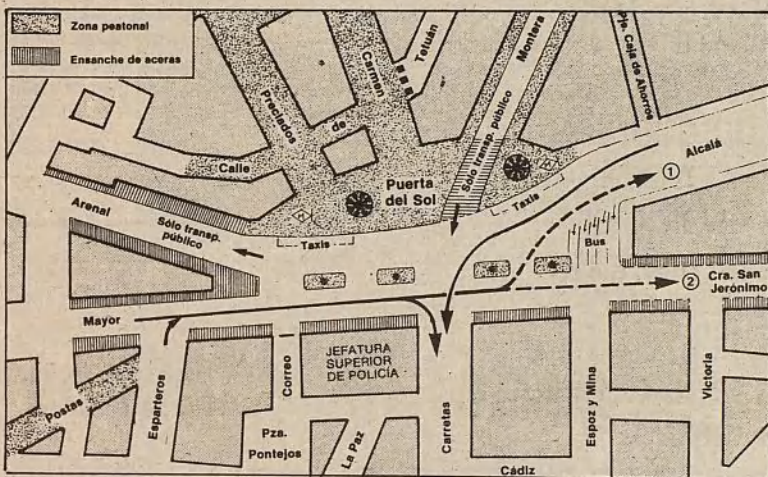 Zona peatonal
Ensanche de aceras
Preciados
Calle
de
Carmen
Tetuán
Montera
Sólo transp. público
Pje. Caja de Ahorros
Alcalá
Puerta
del Sol
M
M
Taxis
Taxis
Arenal
Sólo transp.
público
1
Bus
2
Cra. San
Jerónimo
Mayor
Postas
Esparteros
Correo
JEFATURA
SUPERIOR
DE POLICÍA
Pza.
Pontejos
La Paz
Carretas
Cádiz
Espoz y Mina
Victoria